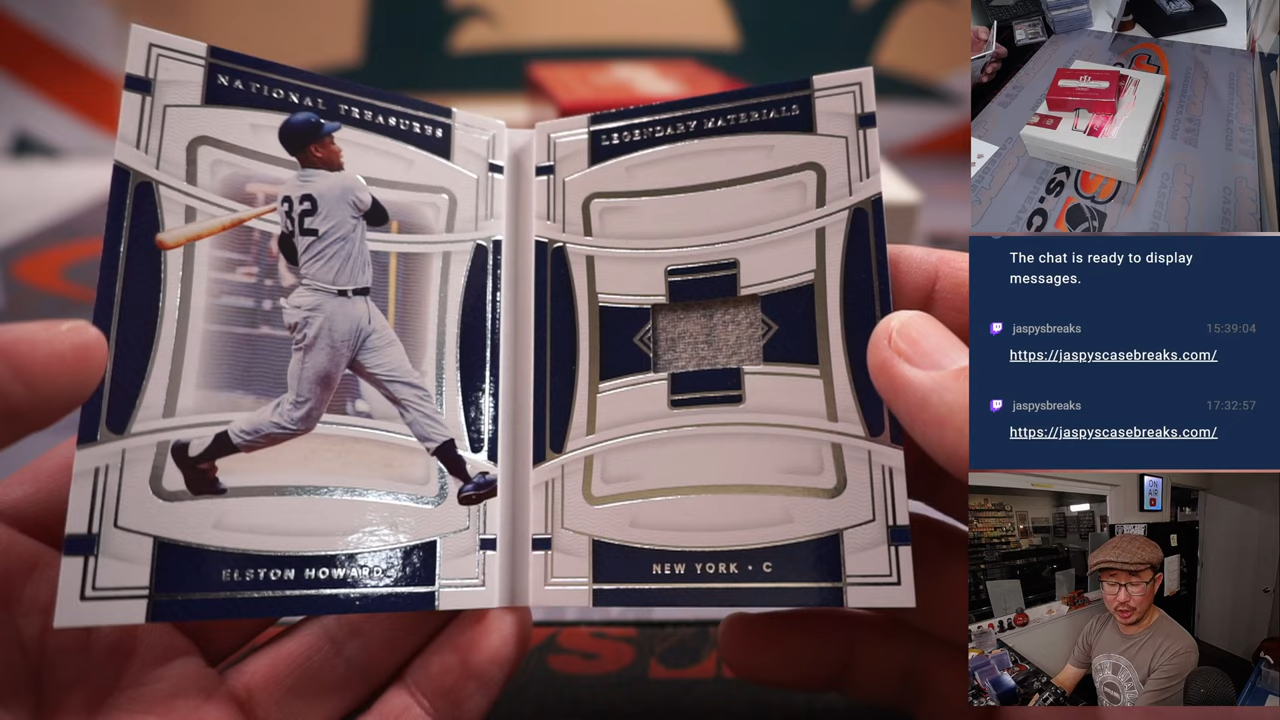 NATIONAL TREASURES
LEGENDARY MATERIALS
32
ELSTON HOWARD
NEW YORK • C
The chat is ready to display
messages.
jaspysbreaks 15:39:04
https://jaspyscasebreaks.com/
jaspysbreaks 17:32:57
https://jaspyscasebreaks.com/
ON
AIR